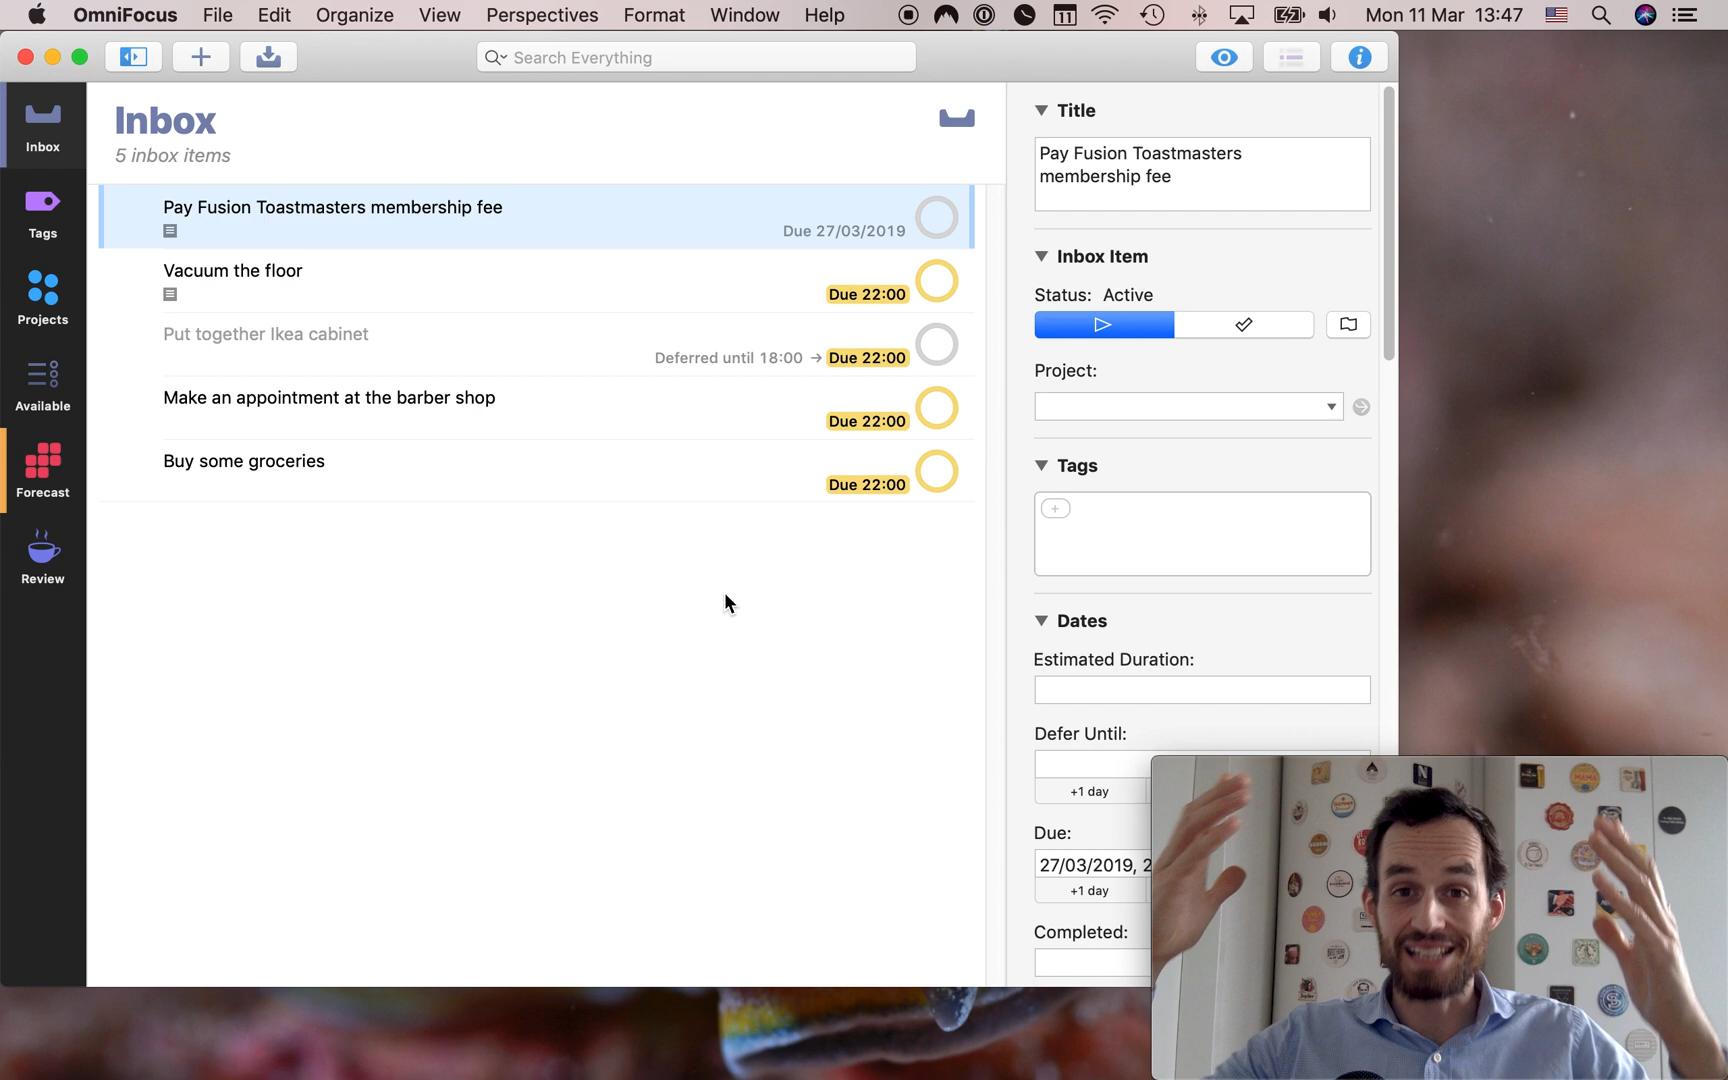 OmniFocus File Edit Organize View Perspectives Format Window Help 11 Mon 11 Mar 13:47
Search Everything
Inbox
Tags
Projects
Available
Forecast
Review
Inbox
5 inbox items
Pay Fusion Toastmasters membership fee
Due 27/03/2019
Vacuum the floor
Due 22:00
Put together Ikea cabinet
Deferred until 18:00 → Due 22:00
Make an appointment at the barber shop
Due 22:00
Buy some groceries
Due 22:00
Title
Pay Fusion Toastmasters
membership fee
Inbox Item
Status: Active
Project:
Tags
Dates
Estimated Duration:
Defer Until:
+1 day
Due:
27/03/2019, 2
+1 day
Completed: